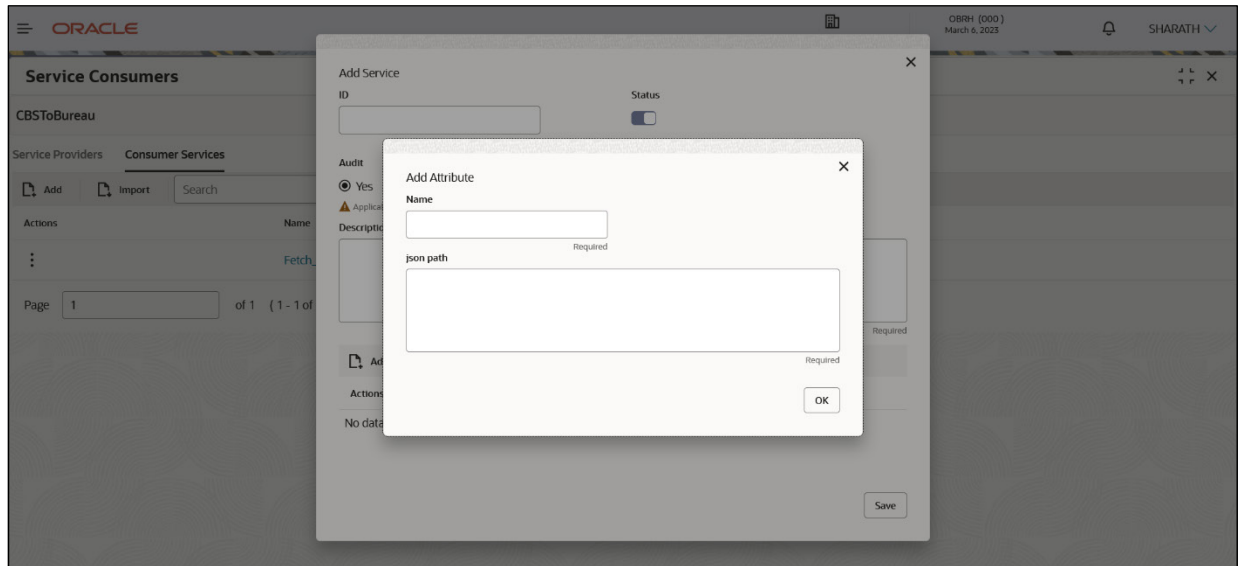 ORACLE
OBRH (000)
March 6, 2023
SHARATH
Service Consumers
CBSToBureau
Service Providers Consumer Services
Add Import Search
Actions Name
Fetch_
Page 1 of 1 (1 - 1 of
Add Service
ID Status
Audit
Yes
Applicat
Descriptio
Required
Ad
Actions
No data
Save
Add Attribute
Name
Required
json path
Required
OK